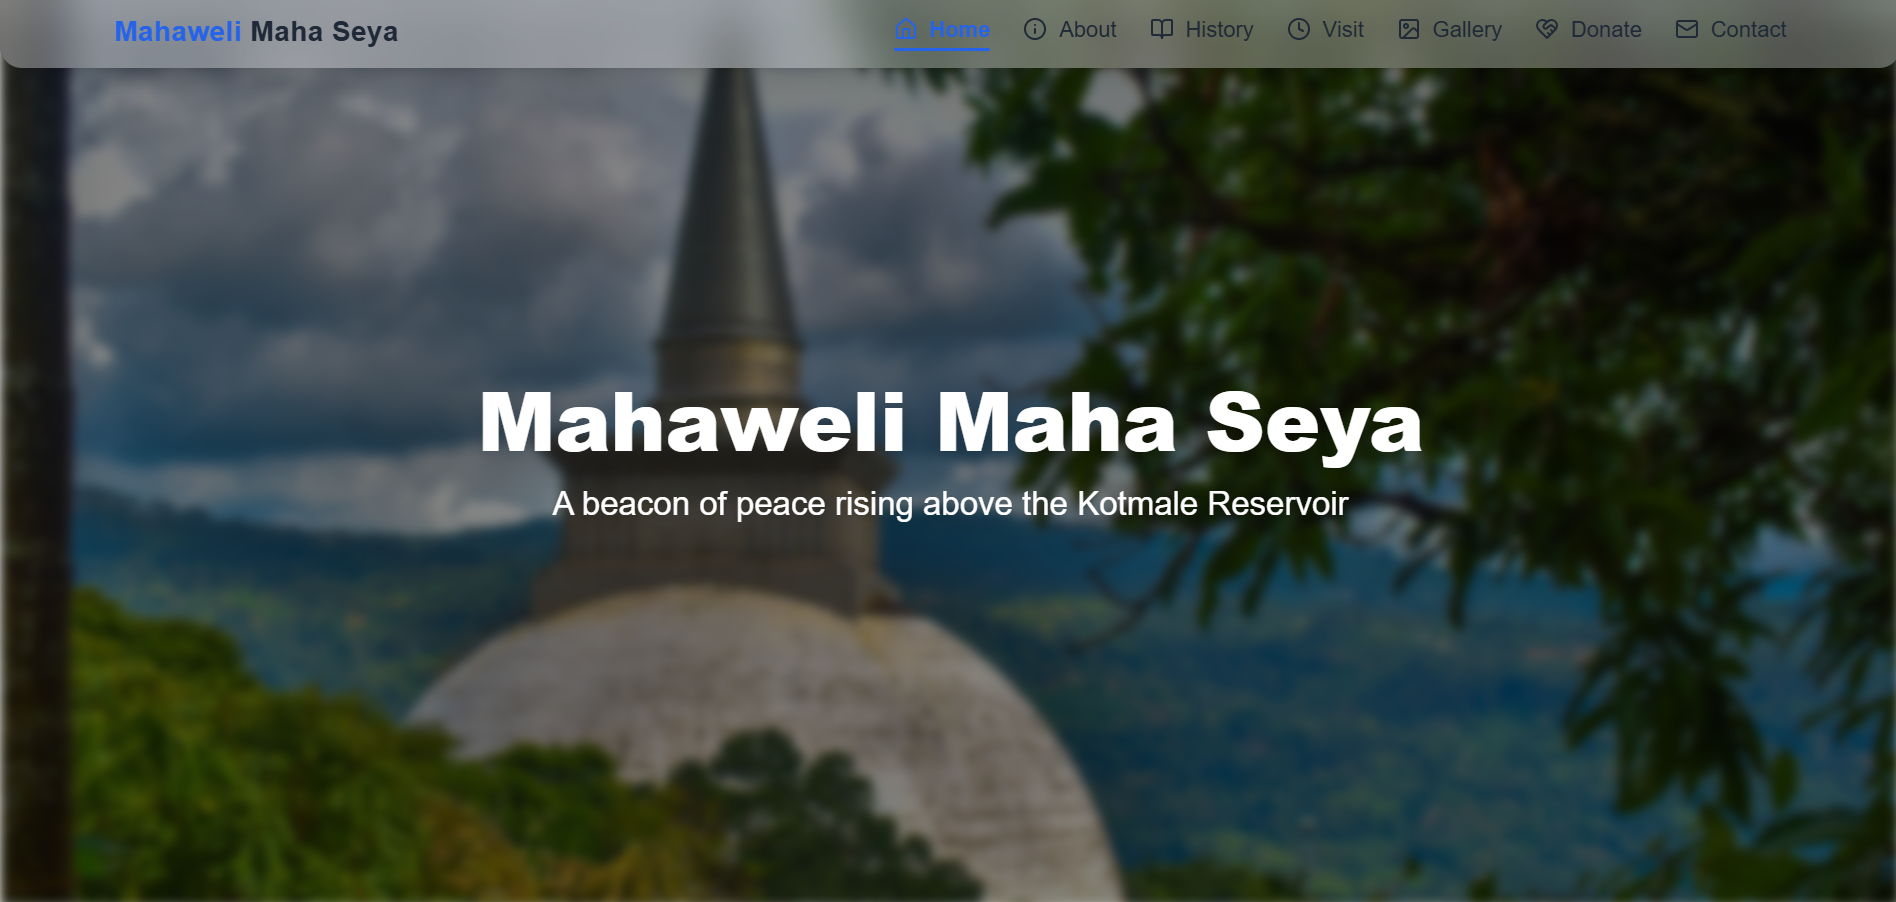 Mahaweli Maha Seya
Home About History Visit Gallery Donate Contact
Mahaweli Maha Seya
A beacon of peace rising above the Kotmale Reservoir